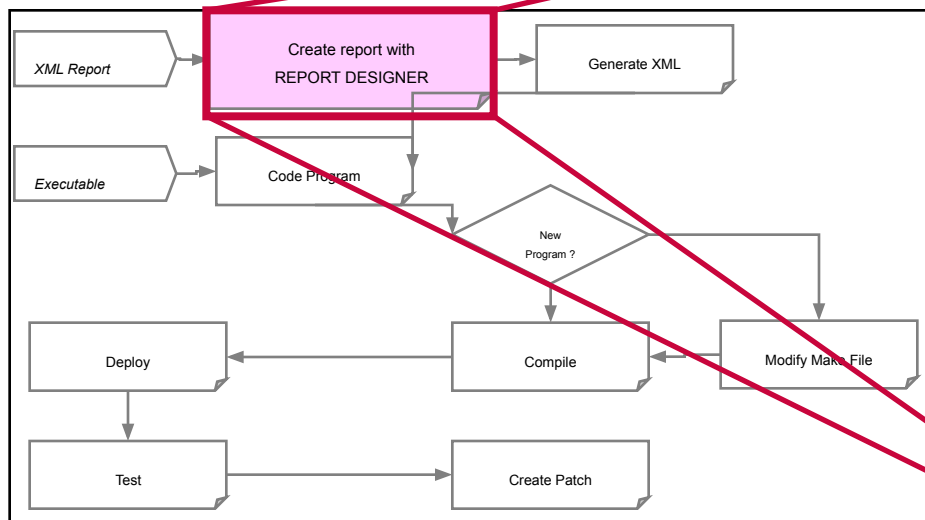 Create report with
REPORT DESIGNER
XML Report
Generate XML
Executable
Code Program
New
Program ?
Deploy
Compile
Modify Make File
Test
Create Patch